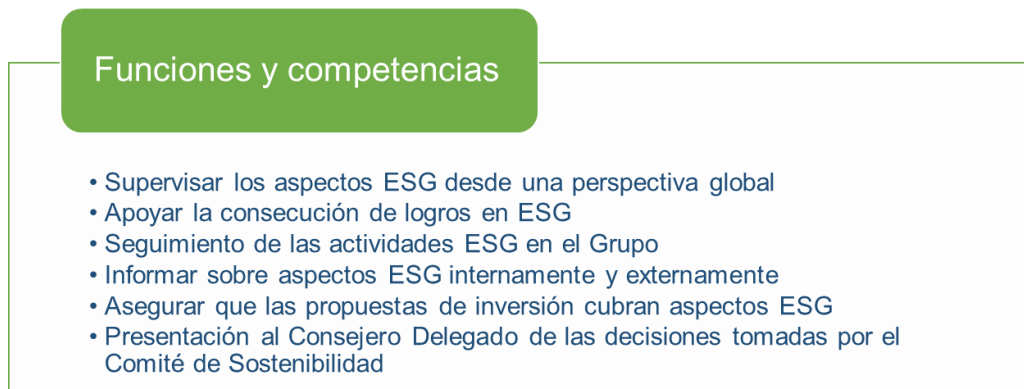 Funciones y competencias
• Supervisar los aspectos ESG desde una perspectiva global
• Apoyar la consecución de logros en ESG
• Seguimiento de las actividades ESG en el Grupo
• Informar sobre aspectos ESG internamente y externamente
• Asegurar que las propuestas de inversión cubran aspectos ESG
• Presentación al Consejero Delegado de las decisiones tomadas por el
Comité de Sostenibilidad